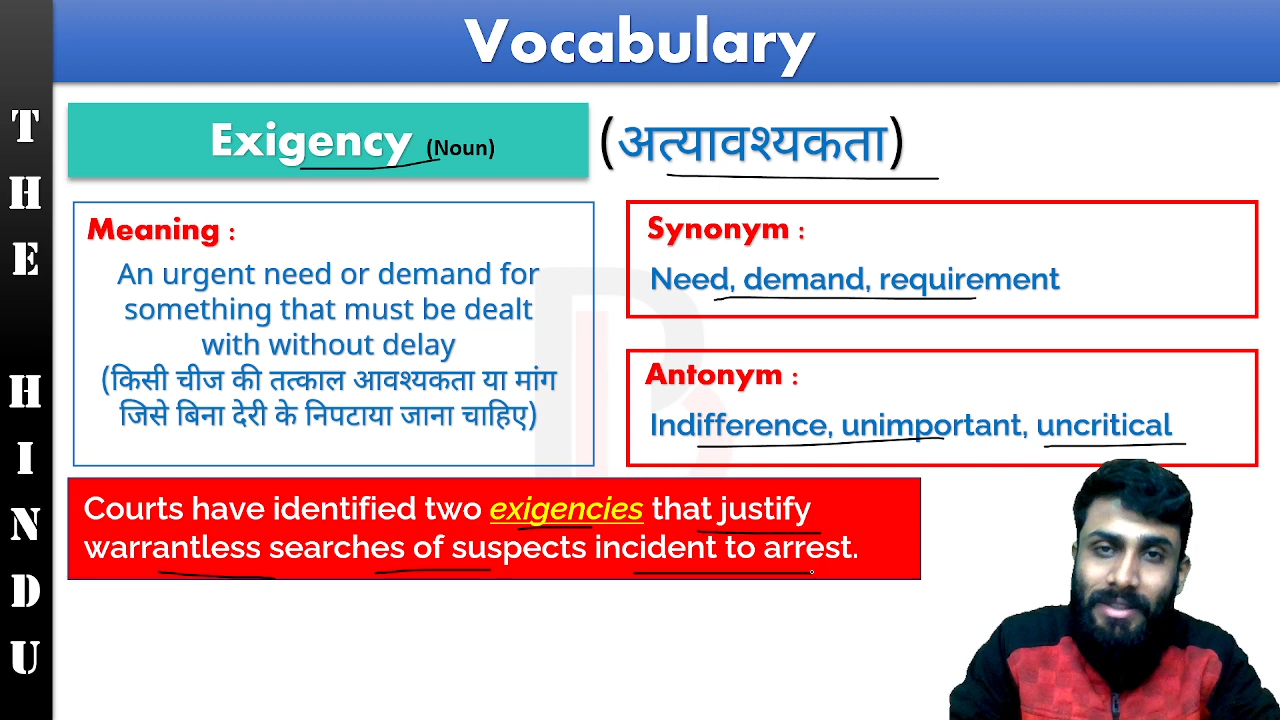 THE HINDU
Vocabulary
Exigency (Noun)
(अत्यावश्यकता)
Meaning :
An urgent need or demand for
something that must be dealt
with without delay
(किसी चीज की तत्काल आवश्यकता या मांग
जिसे बिना देरी के निपटाया जाना चाहिए)
Synonym :
Need, demand, requirement
Antonym :
Indifference, unimportant, uncritical
Courts have identified two exigencies that justify
warrantless searches of suspects incident to arrest.